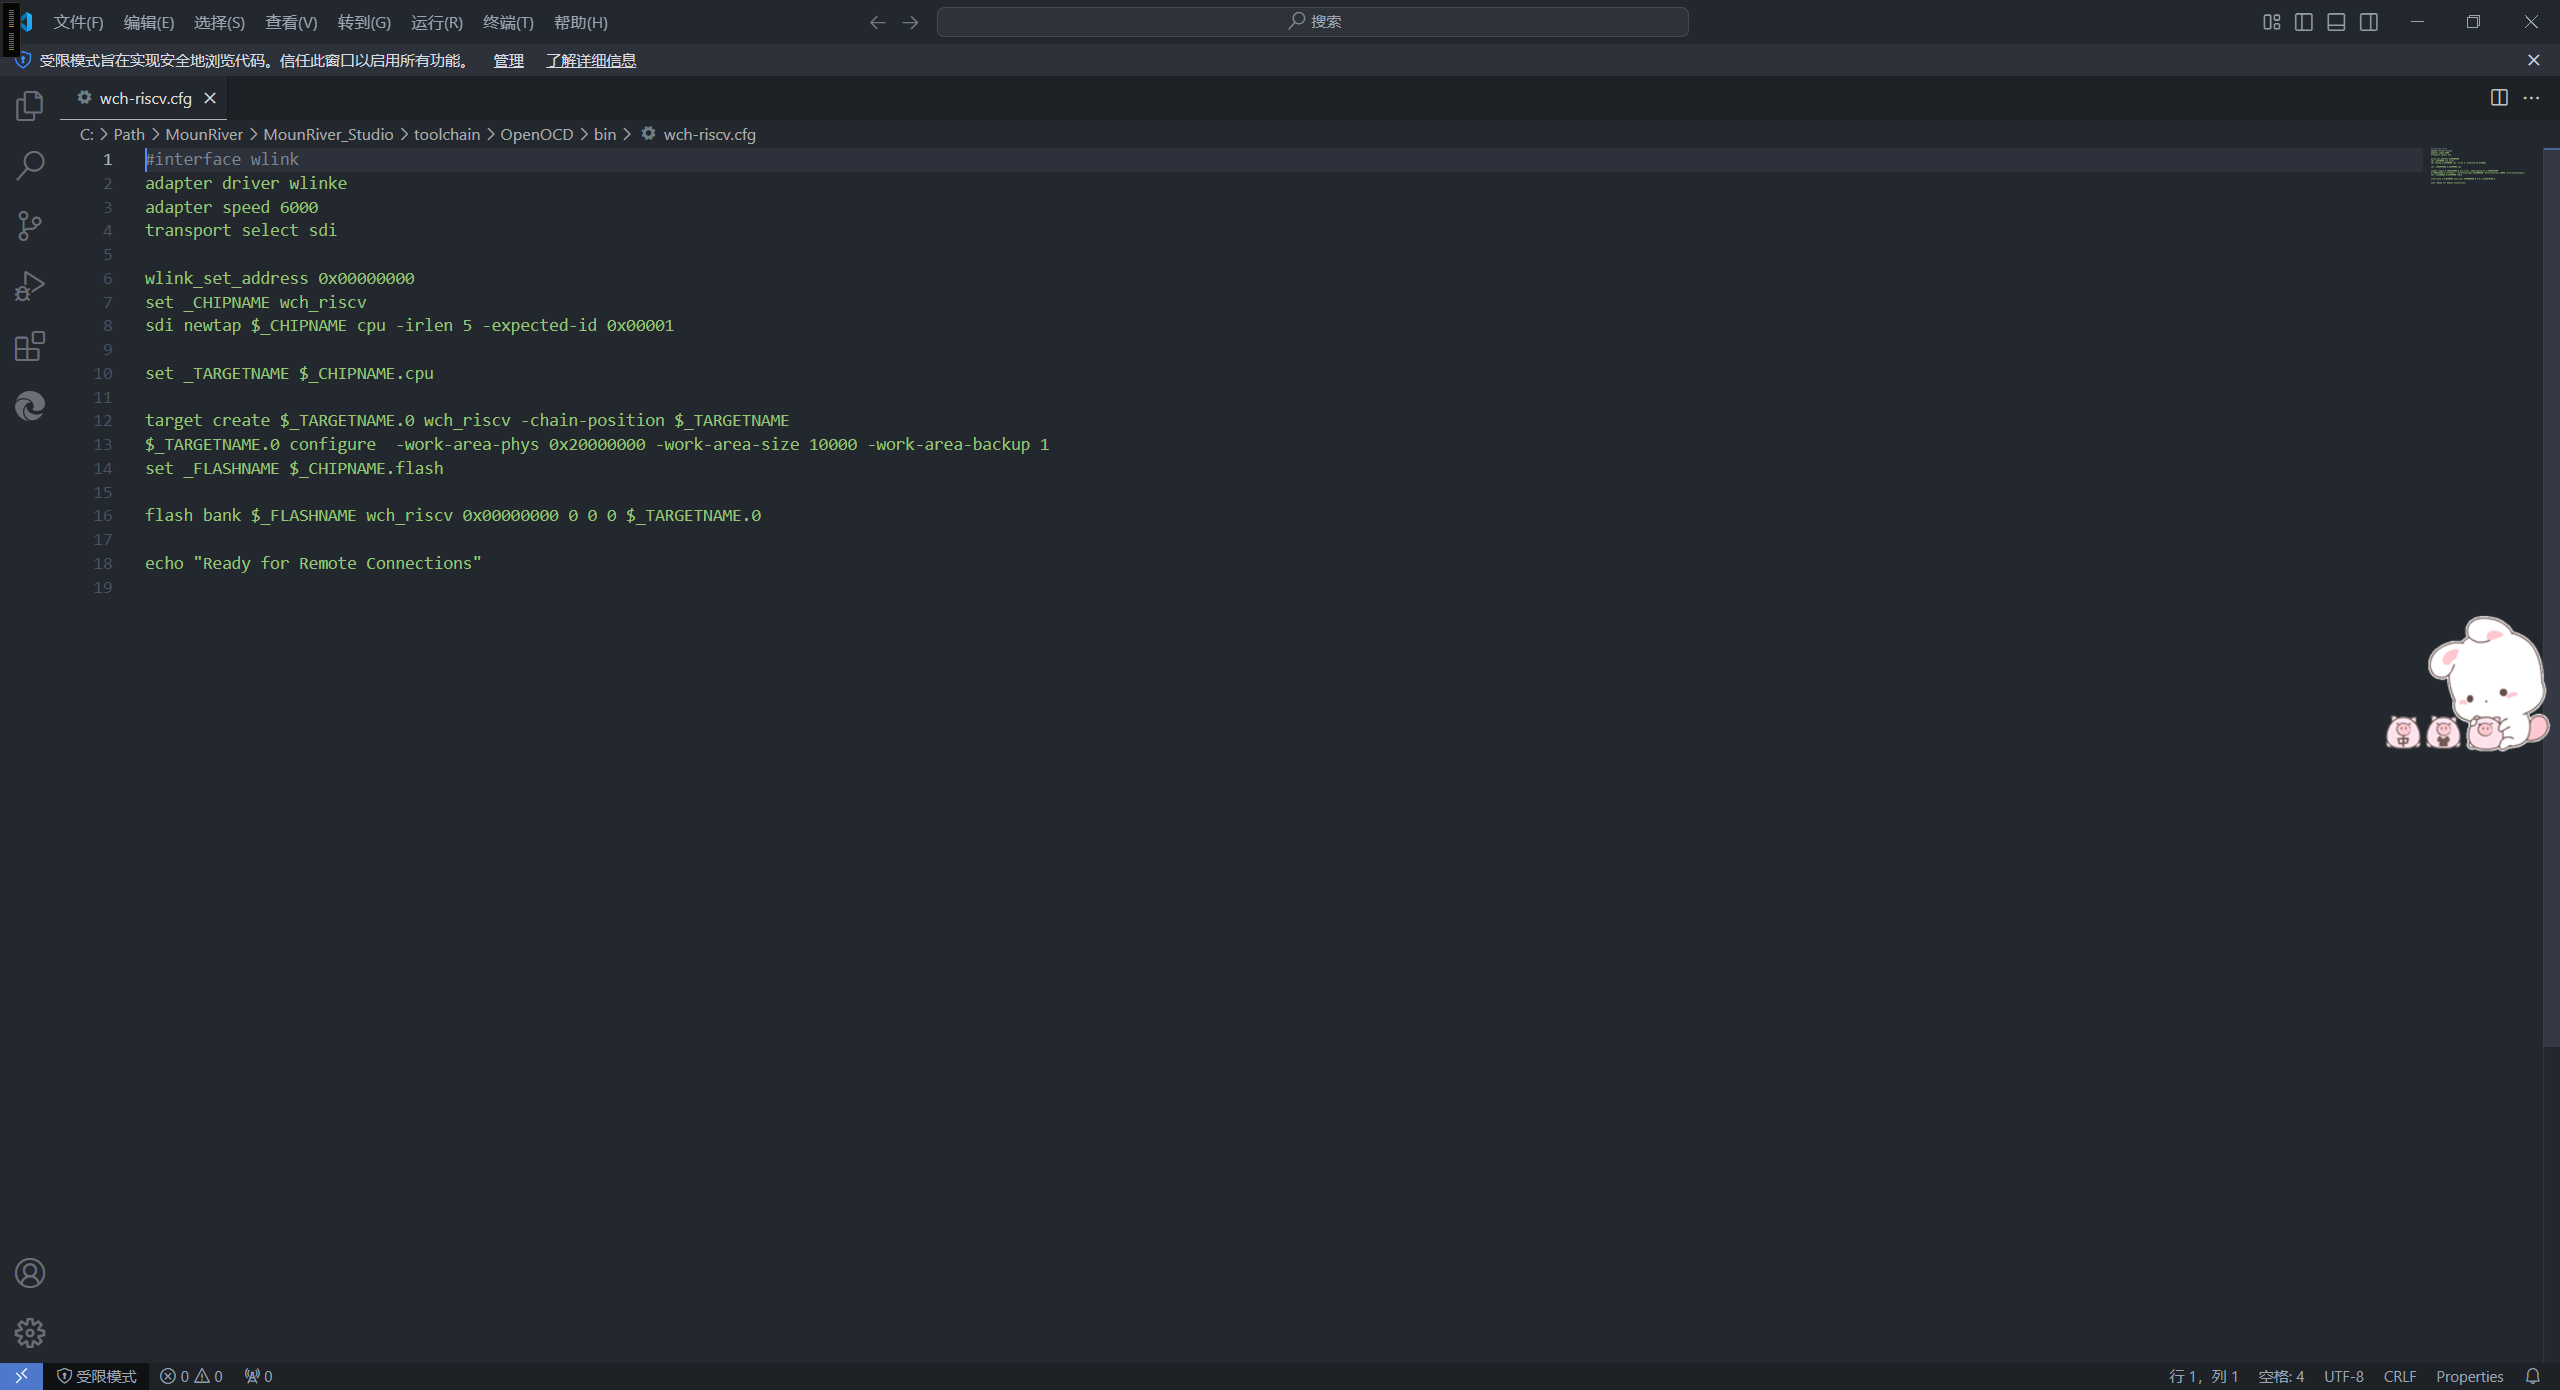 文件(F) 编辑(E) 选择(S) 查看(V) 转到(G) 运行(R) 终端(T) 帮助(H) 搜索
受限模式旨在实现安全地浏览代码。信任此窗口以启用所有功能。 管理 了解详细信息
wch-riscv.cfg
C: > Path > MounRiver > MounRiver_Studio > toolchain > OpenOCD > bin > wch-riscv.cfg
1 #interface wlink
2 adapter driver wlinke
3 adapter speed 6000
4 transport select sdi
5
6 wlink_set_address 0x00000000
7 set _CHIPNAME wch_riscv
8 sdi newtap $_CHIPNAME cpu -irlen 5 -expected-id 0x00001
9
10 set _TARGETNAME $_CHIPNAME.cpu
11
12 target create $_TARGETNAME.0 wch_riscv -chain-position $_TARGETNAME
13 $_TARGETNAME.0 configure  -work-area-phys 0x20000000 -work-area-size 10000 -work-area-backup 1
14 set _FLASHNAME $_CHIPNAME.flash
15
16 flash bank $_FLASHNAME wch_riscv 0x00000000 0 0 0 $_TARGETNAME.0
17
18 echo "Ready for Remote Connections"
19
中
受限模式 0 0 0 行 1，列 1 空格: 4 UTF-8 CRLF Properties